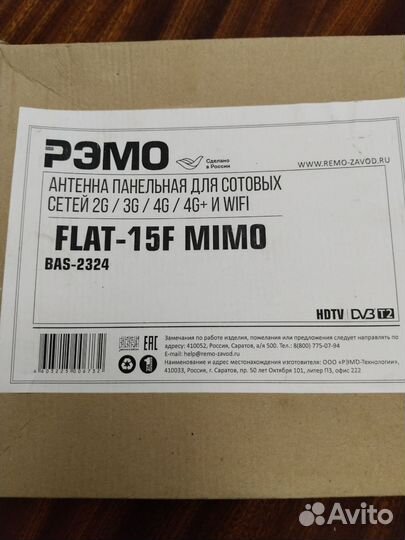 РЭМО
Сделано
в России
WWW.REMO-ZAVOD.RU
АНТЕННА ПАНЕЛЬНАЯ ДЛЯ СОТОВЫХ
СЕТЕЙ 2G / 3G / 4G / 4G+ И WIFI
FLAT-15F MIMO
BAS-2324
HDTV DVB T2
EAC
Замечания по работе изделия, пожелания или предложения следует направлять по
адресу: 410052, Россия, Саратов, а/я 500. Тел.: 8(800) 775-07-94
E-mail: help@remo-zavod.ru
Наименование и адрес местонахождения изготовителя: ООО «РЭМО-Технологии»,
410033, Россия, г. Саратов, пр. 50 лет Октября 101, литер П3, офис 222
Avito